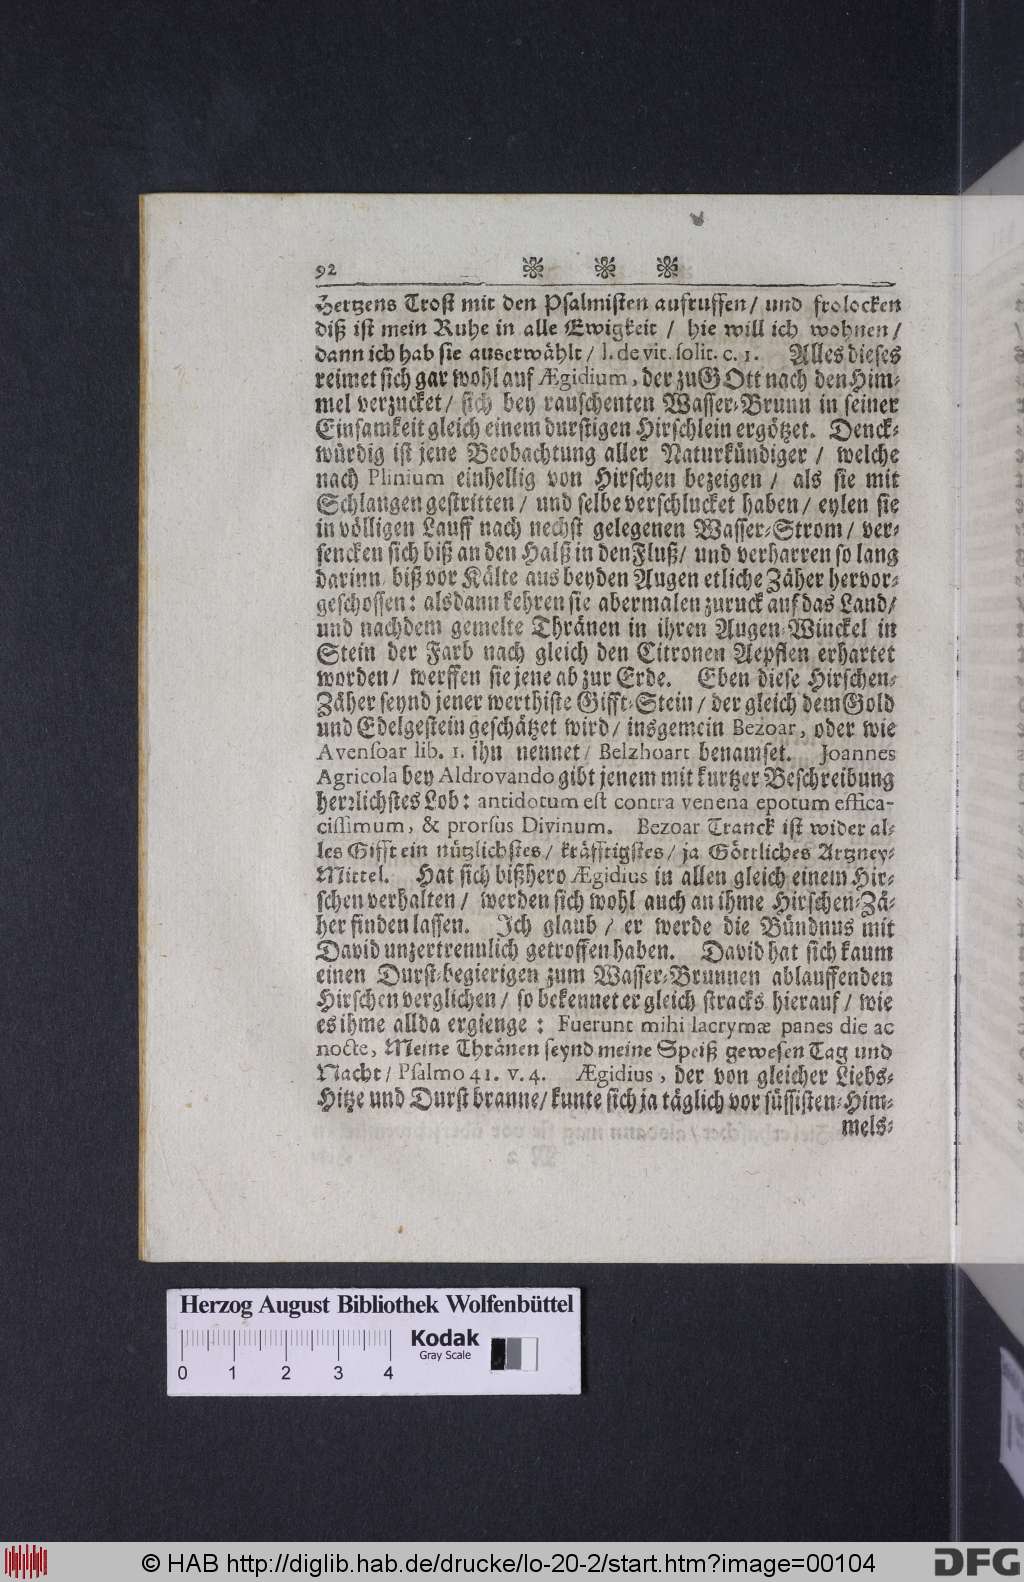 92
Hertzens Trost mit den Psalmisten aufruffen / und frolocken
diß ist mein Ruhe in alle Ewigkeit / hie will ich wohnen /
dann ich hab sie auserwählt / l. de vit. solit. c. 1. Alles dieses
reimet sich gar wohl auf Ægidium, der zu GOtt nach den Him-
mel verzucket / sich bey rauschenten Wasser-Brunn in seiner
Einsamkeit gleich einem durstigen Hirschlein ergötzet. Denck-
würdig ist jene Beobachtung aller Naturkündiger / welche
nach Plinium einhellig von Hirschen bezeigen / als sie mit
Schlangen gestritten / und selbe verschlucket haben / eylen sie
in völligen Lauff nach nechst gelegenen Wasser-Strom / ver-
sencken sich biß an den Halß in den Fluß / und verharren so lang
darinn / biß vor Kälte aus beyden Augen etliche Zäher hervor-
geschossen: alsdann kehren sie abermalen zuruck auf das Land /
und nachdem gemelte Thränen in ihren Augen-Winckel in
Stein der Farb nach gleich den Citronen Aepflen erhartet
worden / werffen sie jene ab zur Erde. Eben diese Hirschen-
Zäher seynd jener werthiste Gifft-Stein / der gleich dem Gold
und Edelgestein geschätzet wird / insgemein Bezoar, oder wie
Avensoar lib. 1. ihn nennet / Belzhoart benamset. Joannes
Agricola bey Aldrovando gibt jenem mit kurtzer Beschreibung
herrlichstes Lob: antidotum est contra venena epotum effica-
cissimum, & prorsus Divinum. Bezoar Tranck ist wider al-
les Gifft ein nützlichstes / kräfftigstes / ja Göttliches Artzney-
Mittel. Hat sich bißhero Ægidius in allen gleich einem Hir-
schen verhalten / werden sich wohl auch an ihme Hirschen-Zä-
her finden lassen. Ich glaub / er werde die Bündnus mit
David unzertrennlich getroffen haben. David hat sich kaum
einen Durst-begierigen zum Wasser-Brunnen ablauffenden
Hirschen verglichen / so bekennet er gleich stracks hierauf / wie
es ihme allda ergienge: Fuerunt mihi lacrymæ panes die ac
nocte, Meine Thränen seynd meine Speiß gewesen Tag und
Nacht / Psalmo 41. v. 4. Ægidius, der von gleicher Liebs-
Hitze und Durst branne / kunte sich ja täglich vor süssisten Him-
mels-
Herzog August Bibliothek Wolfenbüttel
Kodak
Gray Scale
0 1 2 3 4
© HAB http://diglib.hab.de/drucke/lo-20-2/start.htm?image=00104
DFG